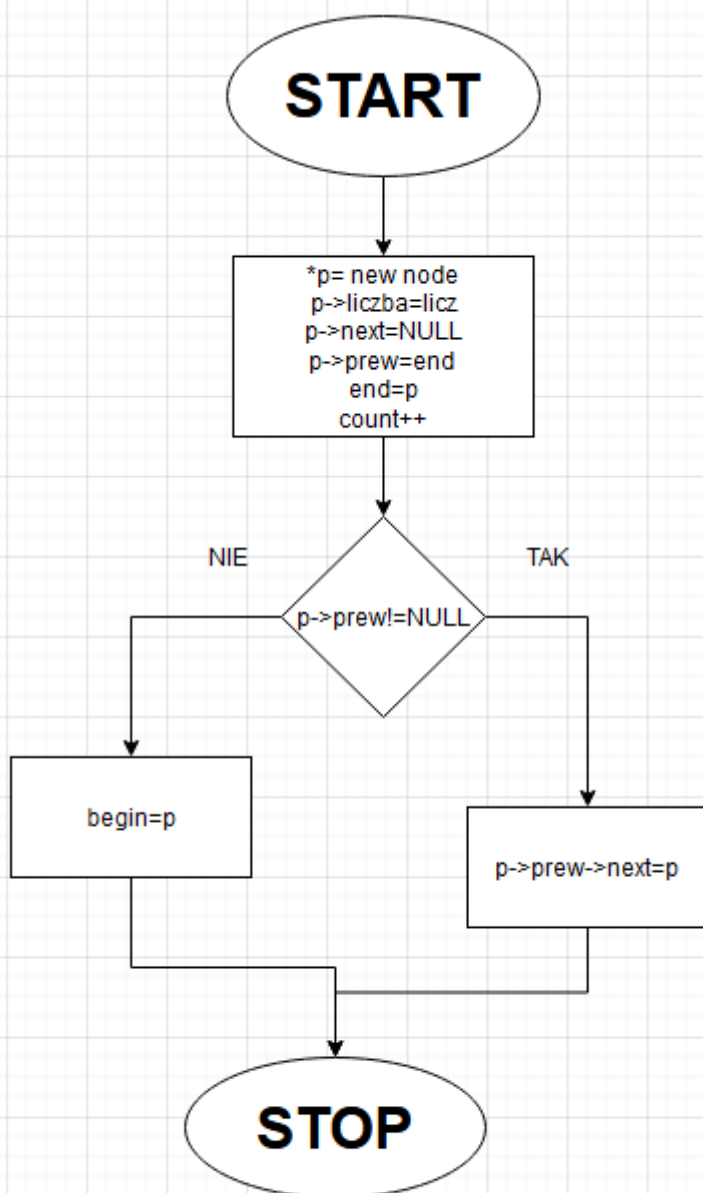 START
*p= new node
p->liczba=licz
p->next=NULL
p->prew=end
end=p
count++
NIE
TAK
p->prew!=NULL
begin=p
p->prew->next=p
STOP